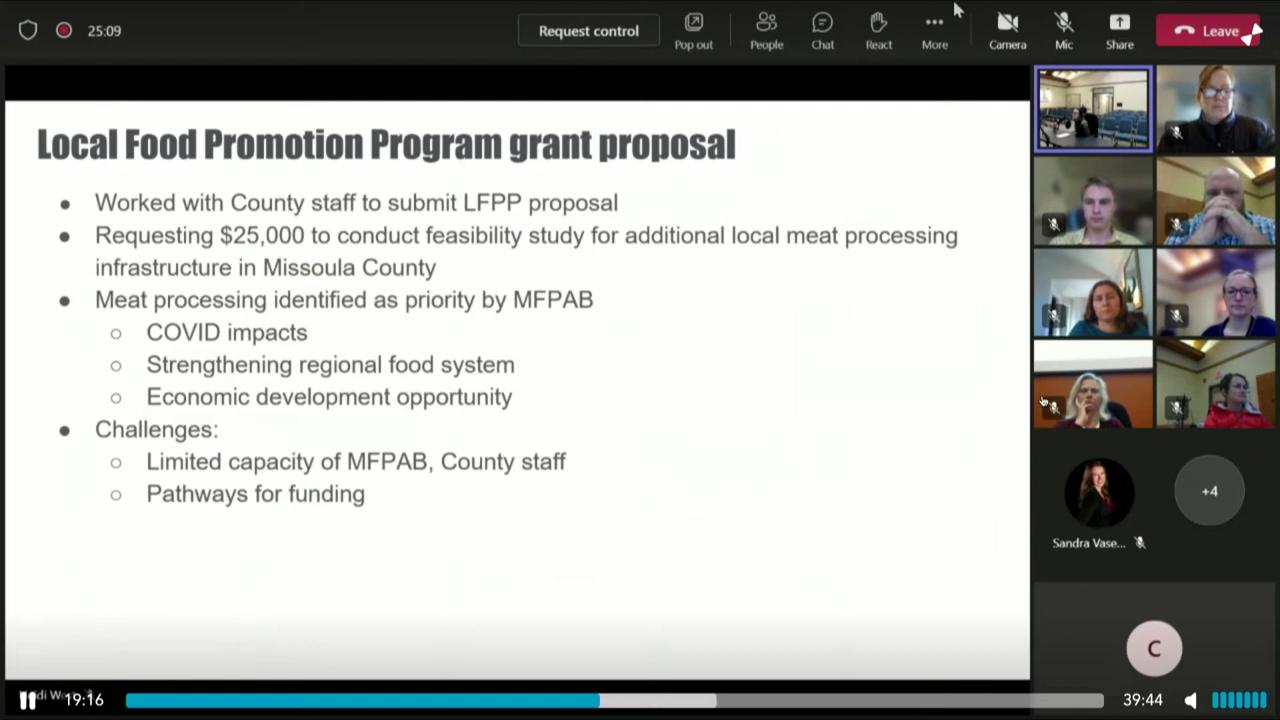 25:09
Request control
Pop out
People
Chat
React
More
Camera
Mic
Share
Leave
Local Food Promotion Program grant proposal
● Worked with County staff to submit LFPP proposal
● Requesting $25,000 to conduct feasibility study for additional local meat processing
infrastructure in Missoula County
● Meat processing identified as priority by MFPAB
○ COVID impacts
○ Strengthening regional food system
○ Economic development opportunity
● Challenges:
○ Limited capacity of MFPAB, County staff
○ Pathways for funding
+4
Sandra Vase...
C
19:16
39:44